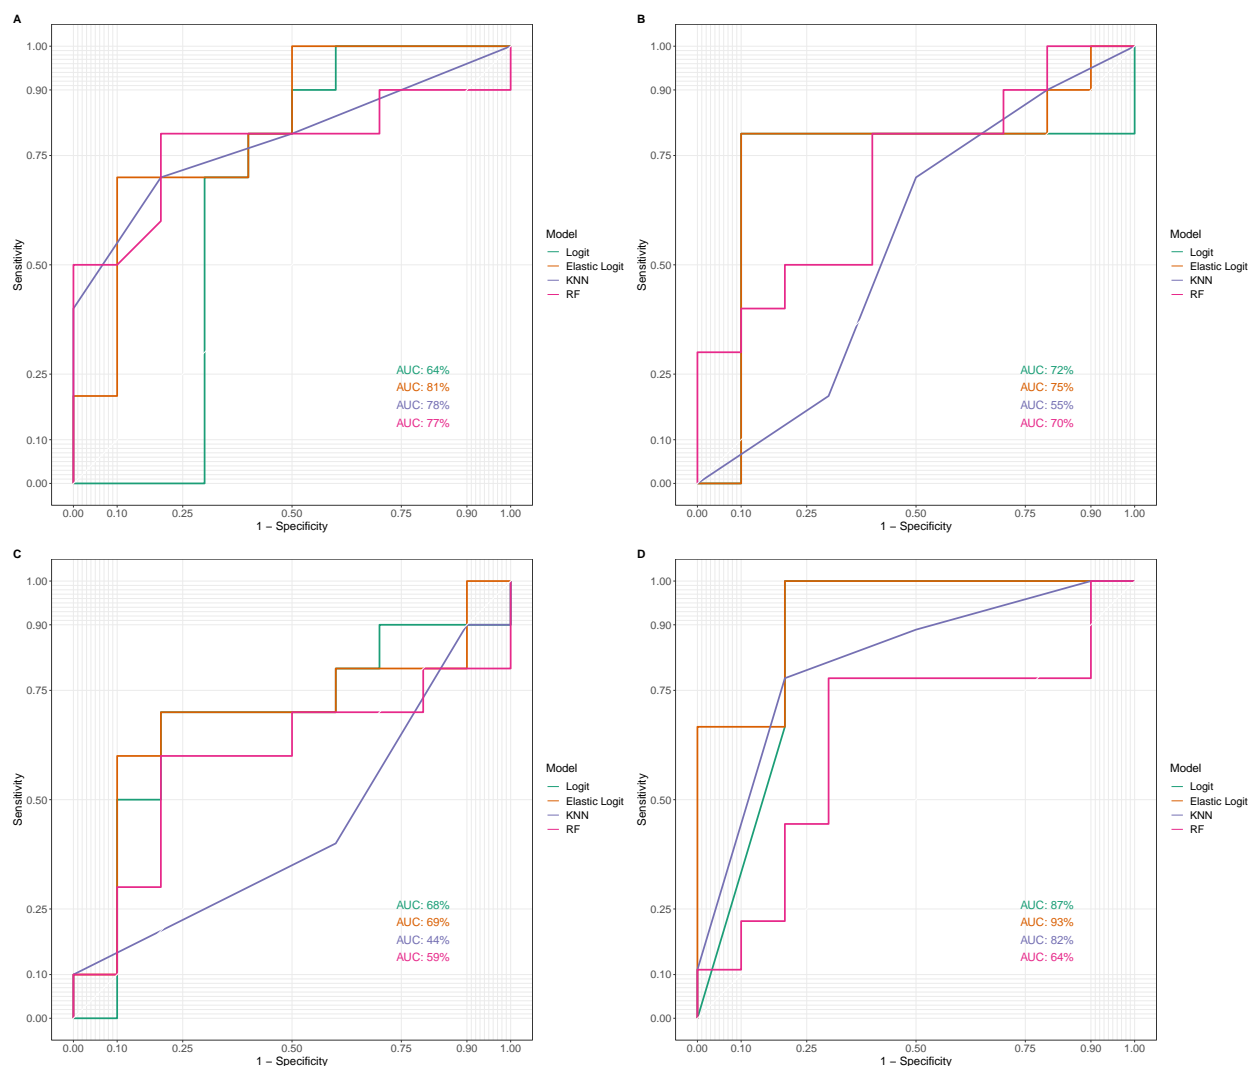 A
1.00
0.90
0.75
0.50
0.25
0.10
0.00
Sensitivity
0.00 0.10 0.25 0.50 0.75 0.90 1.00
1 − Specificity
AUC: 64%
AUC: 81%
AUC: 78%
AUC: 77%
Model
Logit
Elastic Logit
KNN
RF
B
1.00
0.90
0.75
0.50
0.25
0.10
0.00
Sensitivity
0.00 0.10 0.25 0.50 0.75 0.90 1.00
1 − Specificity
AUC: 72%
AUC: 75%
AUC: 55%
AUC: 70%
Model
Logit
Elastic Logit
KNN
RF
C
1.00
0.90
0.75
0.50
0.25
0.10
0.00
Sensitivity
0.00 0.10 0.25 0.50 0.75 0.90 1.00
1 − Specificity
AUC: 68%
AUC: 69%
AUC: 44%
AUC: 59%
Model
Logit
Elastic Logit
KNN
RF
D
1.00
0.90
0.75
0.50
0.25
0.10
0.00
Sensitivity
0.00 0.10 0.25 0.50 0.75 0.90 1.00
1 − Specificity
AUC: 87%
AUC: 93%
AUC: 82%
AUC: 64%
Model
Logit
Elastic Logit
KNN
RF